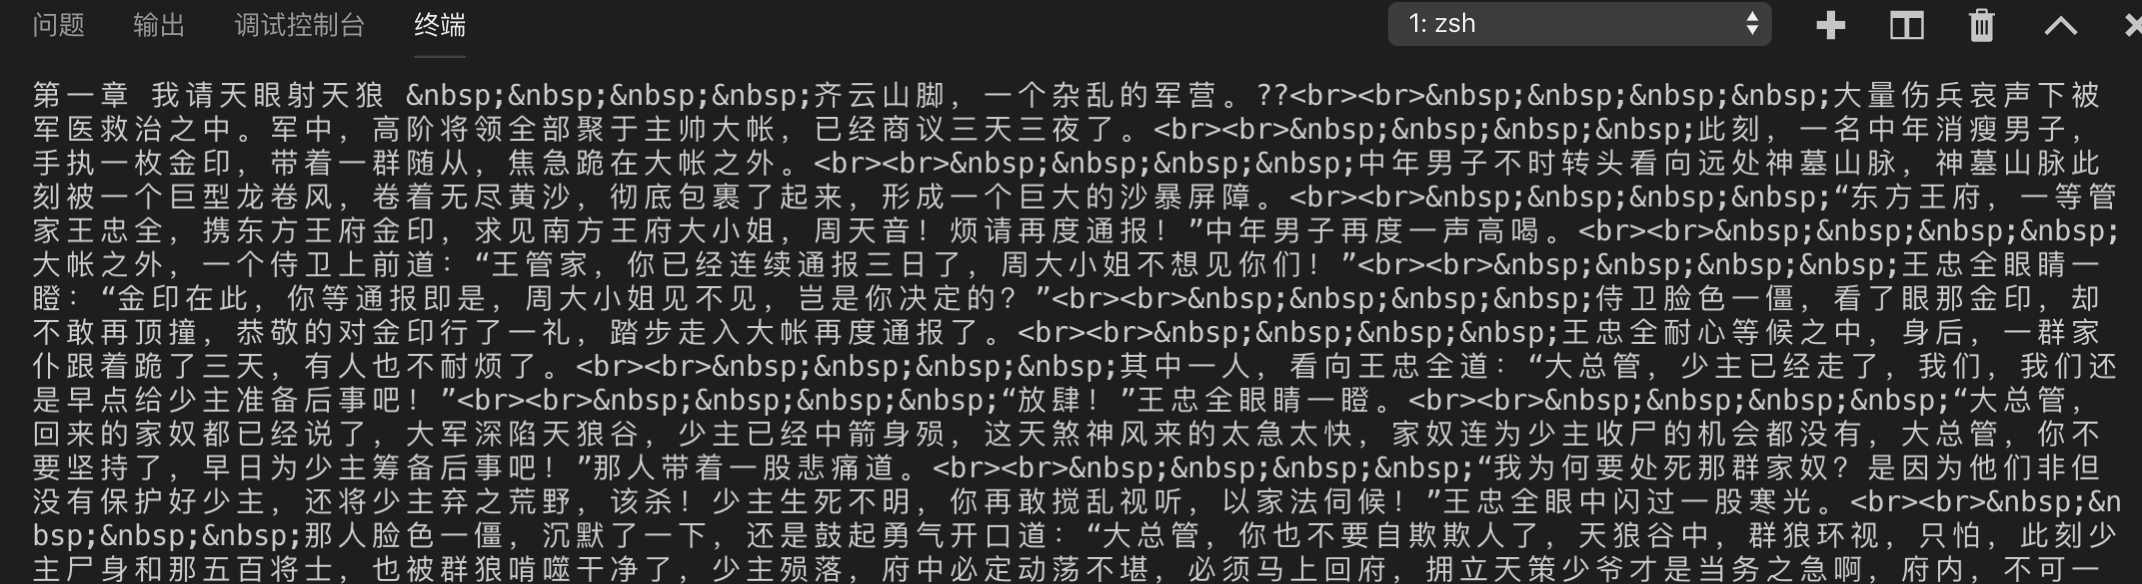 问题 输出 调试控制台 终端 1: zsh
第一章 我请天眼射天狼 &nbsp;&nbsp;&nbsp;&nbsp;齐云山脚，一个杂乱的军营。??<br><br>&nbsp;&nbsp;&nbsp;&nbsp;大量伤兵哀声下被
军医救治之中。军中，高阶将领全部聚于主帅大帐，已经商议三天三夜了。<br><br>&nbsp;&nbsp;&nbsp;&nbsp;此刻，一名中年消瘦男子，
手执一枚金印，带着一群随从，焦急跪在大帐之外。<br><br>&nbsp;&nbsp;&nbsp;&nbsp;中年男子不时转头看向远处神墓山脉，神墓山脉此
刻被一个巨型龙卷风，卷着无尽黄沙，彻底包裹了起来，形成一个巨大的沙暴屏障。<br><br>&nbsp;&nbsp;&nbsp;&nbsp;“东方王府，一等管
家王忠全，携东方王府金印，求见南方王府大小姐，周天音！烦请再度通报！”中年男子再度一声高喝。<br><br>&nbsp;&nbsp;&nbsp;&nbsp;
大帐之外，一个侍卫上前道：“王管家，你已经连续通报三日了，周大小姐不想见你们！”<br><br>&nbsp;&nbsp;&nbsp;&nbsp;王忠全眼睛一
瞪：“金印在此，你等通报即是，周大小姐见不见，岂是你决定的？”<br><br>&nbsp;&nbsp;&nbsp;&nbsp;侍卫脸色一僵，看了眼那金印，却
不敢再顶撞，恭敬的对金印行了一礼，踏步走入大帐再度通报了。<br><br>&nbsp;&nbsp;&nbsp;&nbsp;王忠全耐心等候之中，身后，一群家
仆跟着跪了三天，有人也不耐烦了。<br><br>&nbsp;&nbsp;&nbsp;&nbsp;其中一人，看向王忠全道：“大总管，少主已经走了，我们，我们还
是早点给少主准备后事吧！”<br><br>&nbsp;&nbsp;&nbsp;&nbsp;“放肆！”王忠全眼睛一瞪。<br><br>&nbsp;&nbsp;&nbsp;&nbsp;“大总管，
回来的家奴都已经说了，大军深陷天狼谷，少主已经中箭身殒，这天煞神风来的太急太快，家奴连为少主收尸的机会都没有，大总管，你不
要坚持了，早日为少主筹备后事吧！”那人带着一股悲痛道。<br><br>&nbsp;&nbsp;&nbsp;&nbsp;“我为何要处死那群家奴？是因为他们非但
没有保护好少主，还将少主弃之荒野，该杀！少主生死不明，你再敢搅乱视听，以家法伺候！”王忠全眼中闪过一股寒光。<br><br>&nbsp;&n
bsp;&nbsp;&nbsp;那人脸色一僵，沉默了一下，还是鼓起勇气开口道：“大总管，你也不要自欺欺人了，天狼谷中，群狼环视，只怕，此刻少
主尸身和那五百将士，也被群狼啃噬干净了，少主殒落，府中必定动荡不堪，必须马上回府，拥立天策少爷才是当务之急啊，府内，不可一